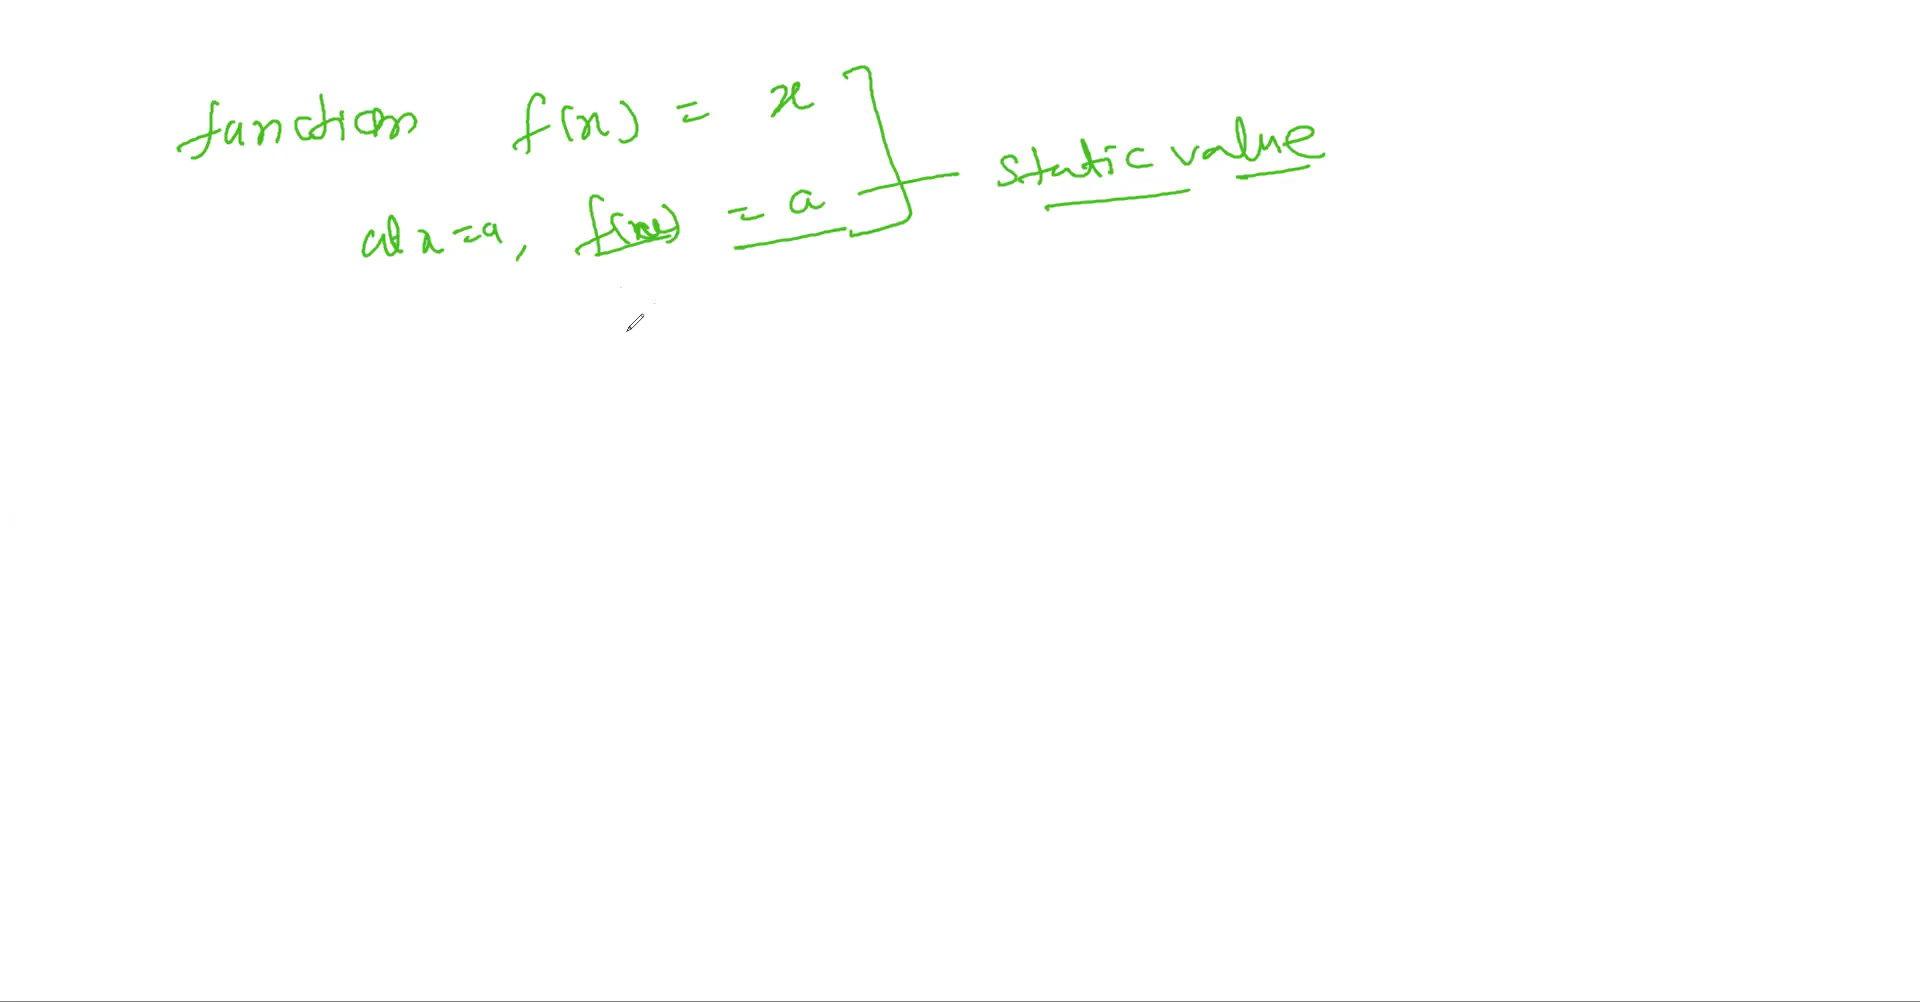 function f(x) = x
static value
at x=a, f(x) = a